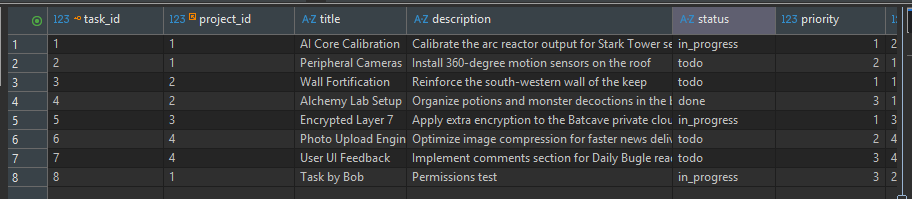 123 task_id 123 project_id A-Z title A-Z description A-Z status 123 priority 1
1 1 1 AI Core Calibration Calibrate the arc reactor output for Stark Tower se in_progress 1 2
2 2 1 Peripheral Cameras Install 360-degree motion sensors on the roof todo 2 1
3 3 2 Wall Fortification Reinforce the south-western wall of the keep todo 1 1
4 4 2 Alchemy Lab Setup Organize potions and monster decoctions in the b done 3 1
5 5 3 Encrypted Layer 7 Apply extra encryption to the Batcave private clou in_progress 1 3
6 6 4 Photo Upload Engin Optimize image compression for faster news deliv todo 2 4
7 7 4 User UI Feedback Implement comments section for Daily Bugle rea todo 3 4
8 8 1 Task by Bob Permissions test in_progress 3 2